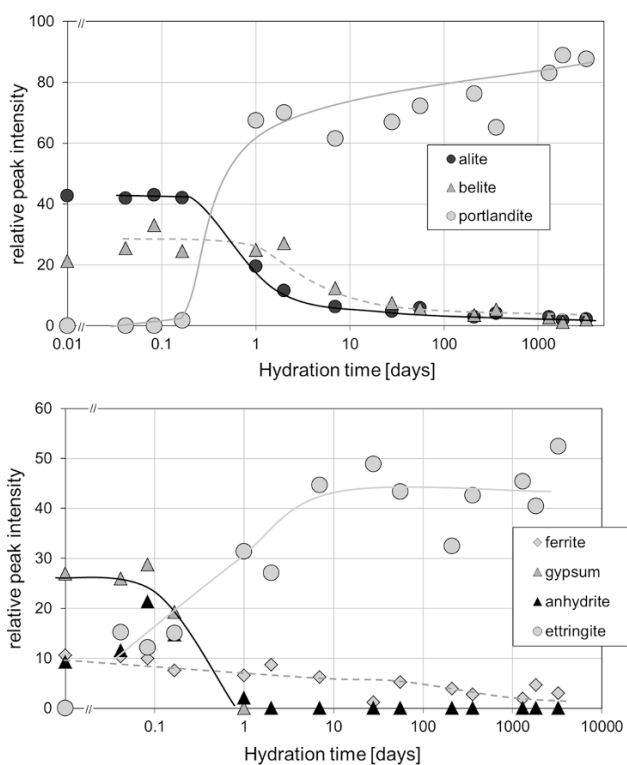 100
80
60
40
20
0
relative peak intensity
//
//
alite
belite
portlandite
0.01
0.1
1
10
100
1000
Hydration time [days]
60
50
40
30
20
10
0
relative peak intensity
//
//
ferrite
gypsum
anhydrite
ettringite
0.1
1
10
100
1000
10000
Hydration time [days]